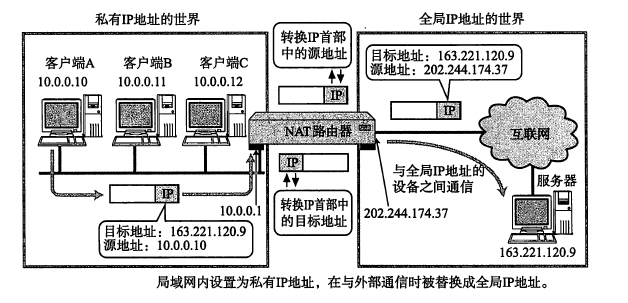 私有IP地址的世界
全局IP地址的世界
转换IP首部
中的源地址
客户端A
10.0.0.10
客户端B
10.0.0.11
客户端C
10.0.0.12
目标地址：163.221.120.9
源地址：202.244.174.37
IP
IP
NAT路由器
互联网
IP
IP
与全局IP地址的
设备之间通信
服务器
10.0.0.1
转换IP首部中
的目标地址
202.244.174.37
目标地址：163.221.120.9
源地址：10.0.0.10
163.221.120.9
局域网内设置为私有IP地址，在与外部通信时被替换成全局IP地址。